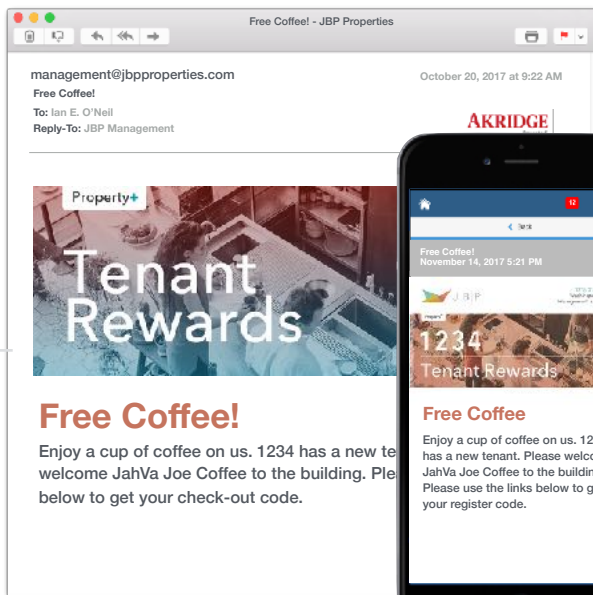 Free Coffee! - JBP Properties
management@jbpproperties.com
October 20, 2017 at 9:22 AM
Free Coffee!
To: Ian E. O'Neil
Reply-To: JBP Management
AKRIDGE
Property+
Tenant
Rewards
Free Coffee!
Enjoy a cup of coffee on us. 1234 has a new te
welcome JahVa Joe Coffee to the building. Ple
below to get your check-out code.
12
Back
Free Coffee!
November 14, 2017 5:21 PM
JBP
Property+
1234
Tenant Rewards
Free Coffee
Enjoy a cup of coffee on us. 12
has a new tenant. Please welco
JahVa Joe Coffee to the buildin
Please use the links below to g
your register code.